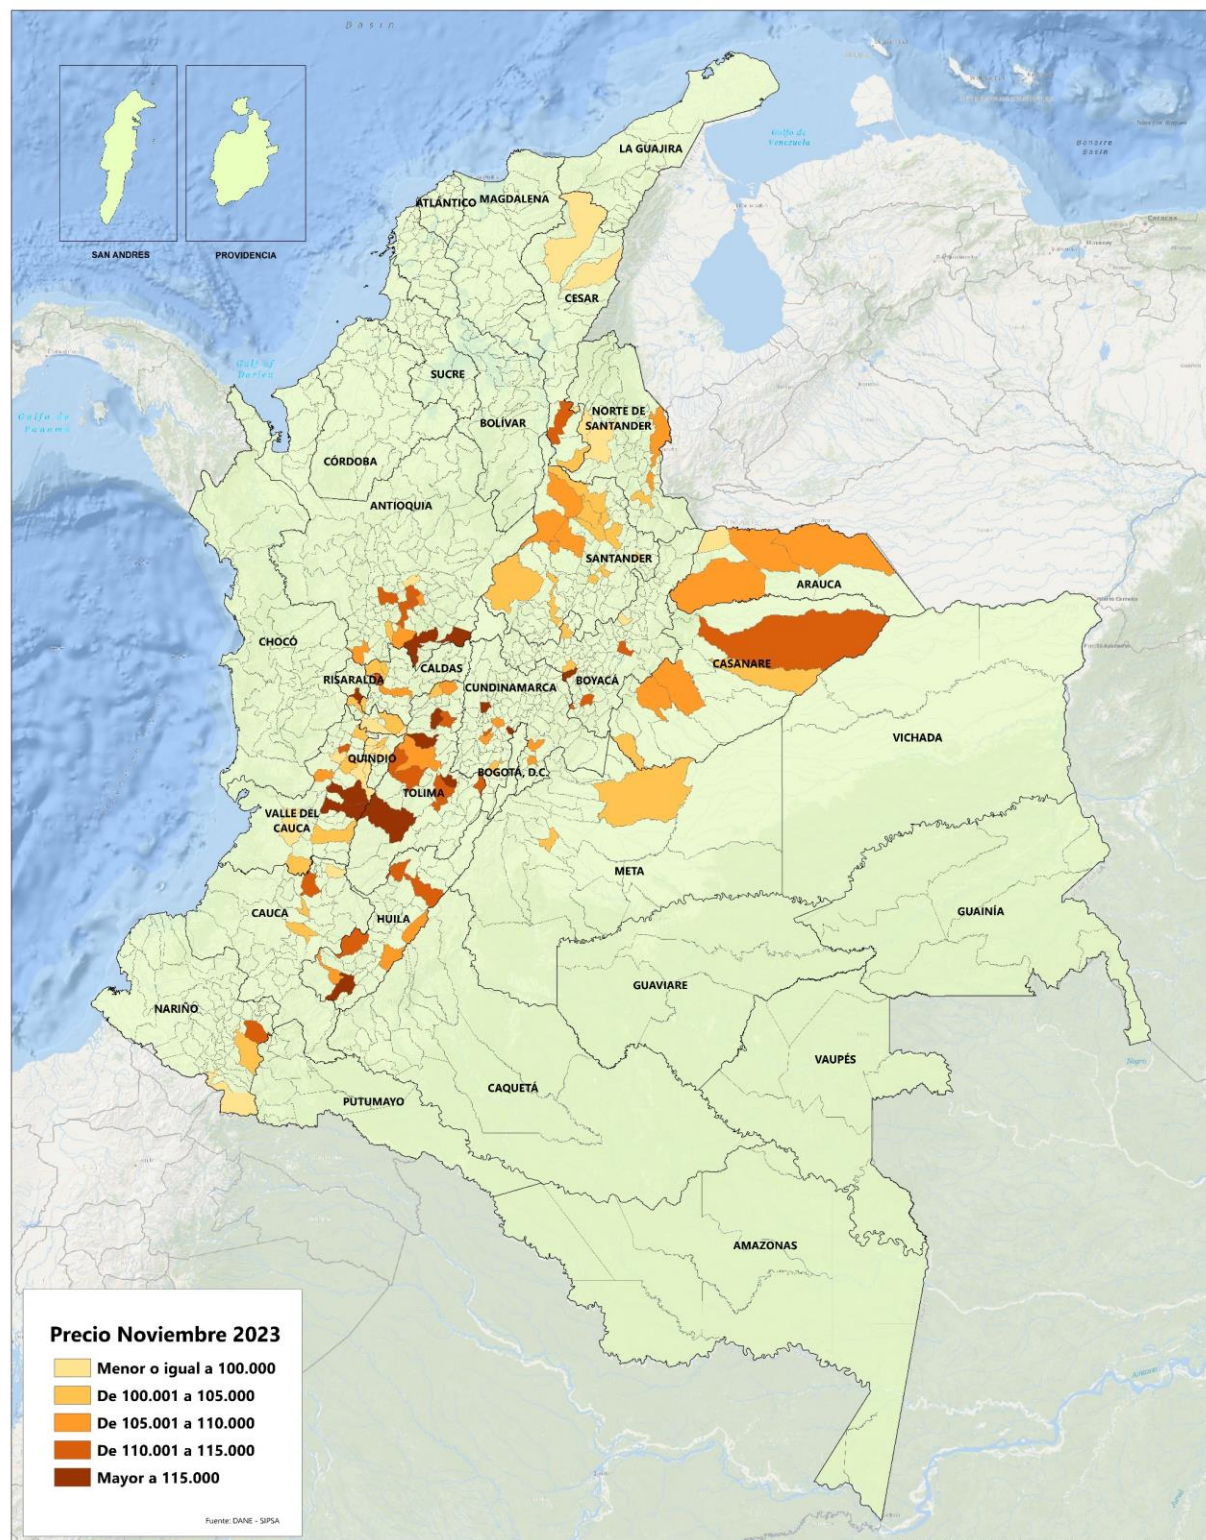 Basin
SAN ANDRES
PROVIDENCIA
Golfo de
Venezuela
LA GUAJIRA
ATLÁNTICO
MAGDALENA
CESAR
Caracas
Gulf of
Darien
Golfo de
Panamá
SUCRE
NORTE DE
SANTANDER
BOLÍVAR
CÓRDOBA
ANTIOQUIA
SANTANDER
ARAUCA
CHOCÓ
CALDAS
CASANARE
RISARALDA
CUNDINAMARCA
BOYACÁ
VICHADA
QUINDIO
BOGOTÁ, D.C.
TOLIMA
VALLE DEL
CAUCA
META
CAUCA
HUILA
GUAINÍA
NARIÑO
GUAVIARE
VAUPÉS
Negro
CAQUETÁ
PUTUMAYO
AMAZONAS
Precio Noviembre 2023
Menor o igual a 100.000
De 100.001 a 105.000
De 105.001 a 110.000
De 110.001 a 115.000
Mayor a 115.000
Fuente: DANE - SIPSA